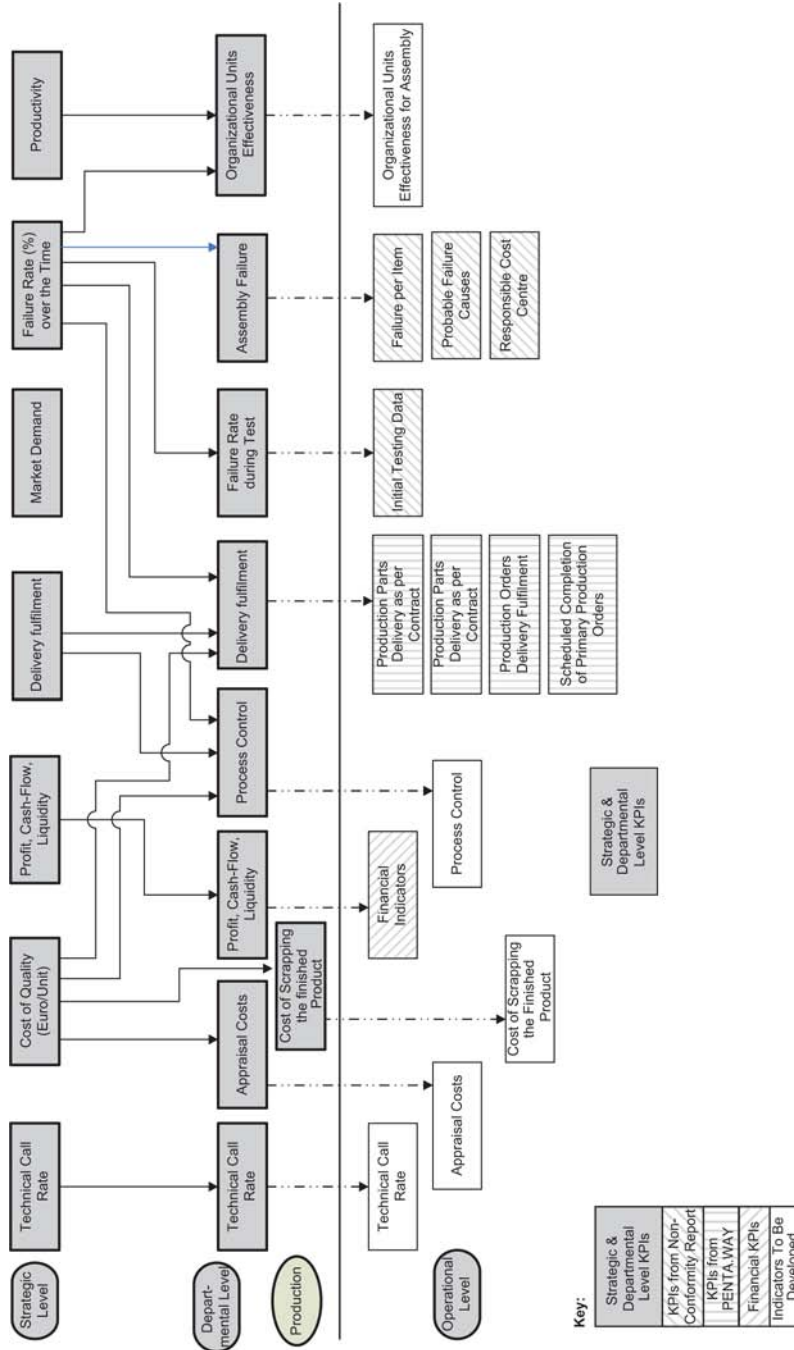 Strategic
Level
Technical Call
Rate
Cost of Quality
(Euro/Unit)
Profit, Cash-Flow,
Liquidity
Delivery fulfilment
Market Demand
Failure Rate (%)
over the Time
Productivity
Depart-
mental Level
Production
Technical Call
Rate
Appraisal Costs
Cost of Scrapping
the finished
Product
Profit, Cash-Flow,
Liquidity
Process Control
Delivery fulfilment
Failure Rate
during Test
Assembly Failure
Organizational Units
Effectiveness
Operational
Level
Technical Call
Rate
Appraisal Costs
Cost of Scrapping
the Finished
Product
Financial
Indicators
Process Control
Production Parts
Delivery as per
Contract
Production Parts
Delivery as per
Contract
Production Orders
Delivery Fulfilment
Scheduled Completion
of Primary Production
Orders
Initial Testing Data
Failure per Item
Probable Failure
Causes
Responsible Cost
Centre
Organizational Units
Effectiveness for Assembly
Strategic &
Departmental
Level KPIs
Key:
Strategic &
Departmental
Level KPIs
KPIs from Non-
Conformity Report
KPIs from
PENTA.WAY
Financial KPIs
Indicators To Be
Developed